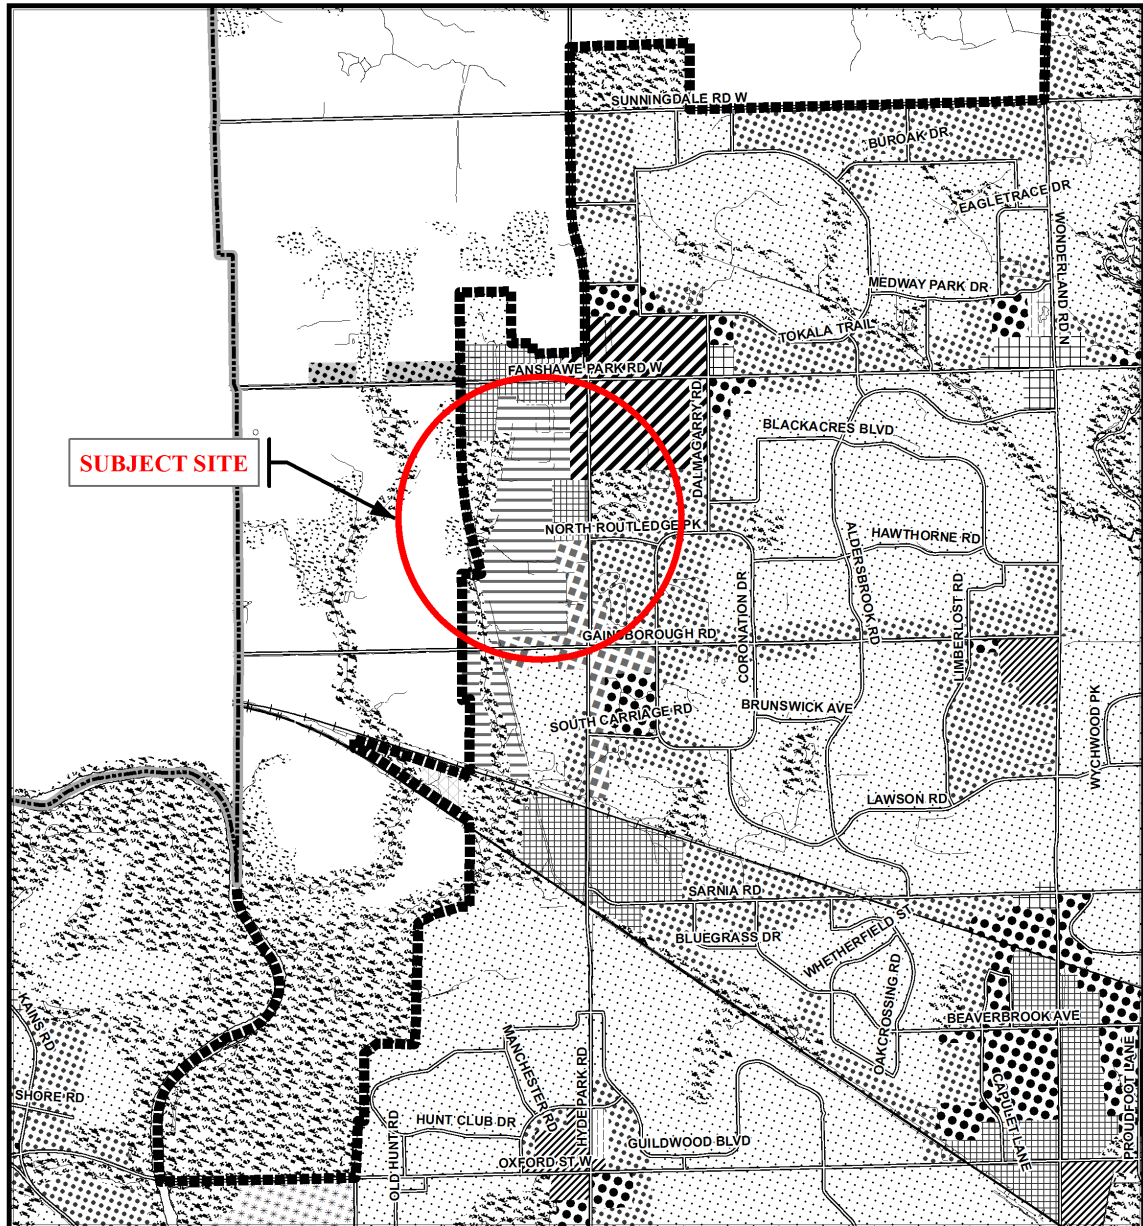 SUNNINGDALE RD W
BUROAK DR
EAGLETRACE DR
WONDERLAND RD N
MEDWAY PARK DR
TOKALA TRAIL
FANSHAWE PARK RD W
DALMAGARRY RD
BLACKACRES BLVD
SUBJECT SITE
NORTH ROUTLEDGE PK
ALDERSBROOK RD
HAWTHORNE RD
CORONATION DR
LIMBERLOST RD
GAINSBOROUGH RD
SOUTH CARRIAGE RD
BRUNSWICK AVE
WYCHWOOD PK
LAWSON RD
SARNIA RD
BLUEGRASS DR
WHETHERFIELD ST
OAKCROSSING RD
BEAVERBROOK AVE
KAINS RD
MANCHESTER RD
HYDE PARK RD
CAPULET LANE
PROUDFOOT LANE
SHORE RD
HUNT CLUB DR
OLD HUNT RD
GUILDWOOD BLVD
OXFORD ST W